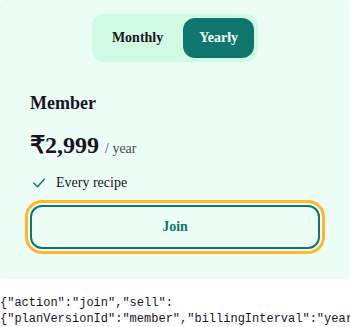 Monthly Yearly
Member
₹2,999 / year
Every recipe
Join
{"action":"join","sell":
{"planVersionId":"member","billingInterval":"year